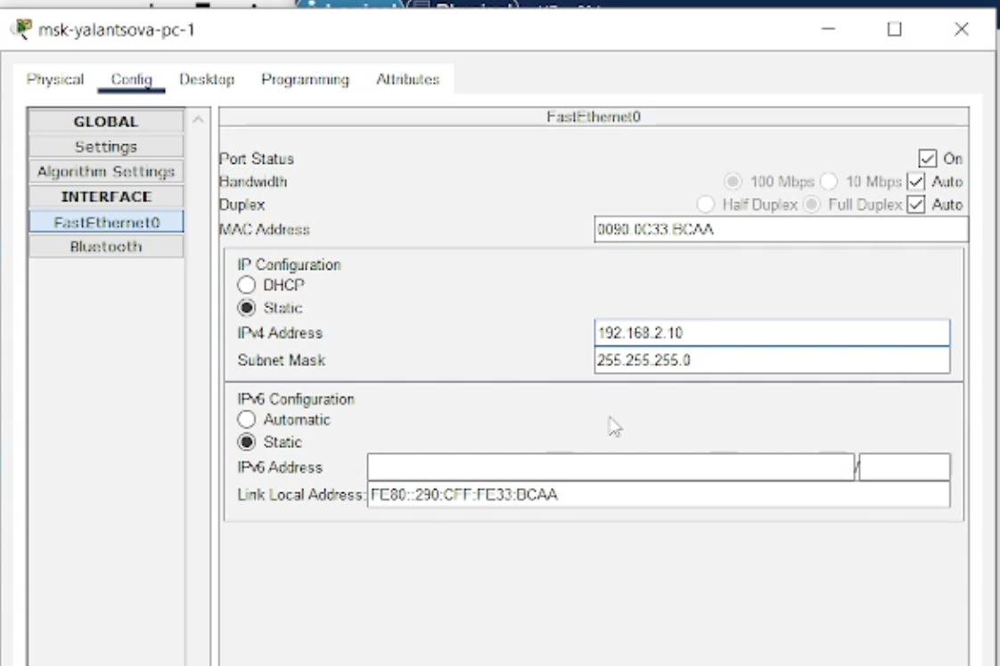 msk-yalantsova-pc-1
Physical Config Desktop Programming Attributes
GLOBAL
Settings
Algorithm Settings
INTERFACE
FastEthernet0
Bluetooth
FastEthernet0
Port Status On
Bandwidth 100 Mbps 10 Mbps Auto
Duplex Half Duplex Full Duplex Auto
MAC Address 0090.0C33.BCAA
IP Configuration
DHCP
Static
IPv4 Address 192.168.2.10
Subnet Mask 255.255.255.0
IPv6 Configuration
Automatic
Static
IPv6 Address /
Link Local Address: FE80::290:CFF:FE33:BCAA